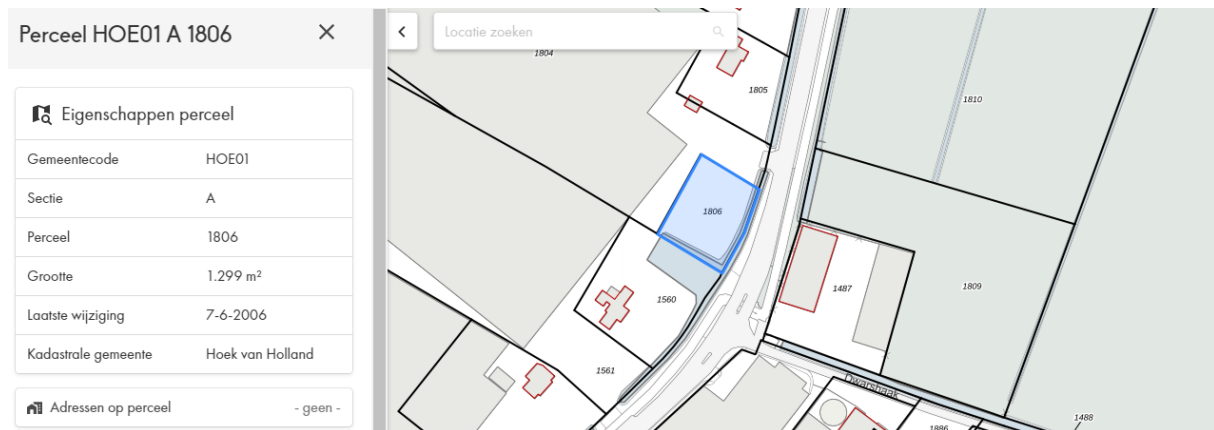 Perceel HOE01 A 1806
Eigenschappen perceel
Gemeentecode HOE01
Sectie A
Perceel 1806
Grootte 1.299 m²
Laatste wijziging 7-6-2006
Kadastrale gemeente Hoek van Holland
Adressen op perceel - geen -
Locatie zoeken
1804
1805
1810
1806
1487
1809
1560
1561
Dwarshaak
1488
1886